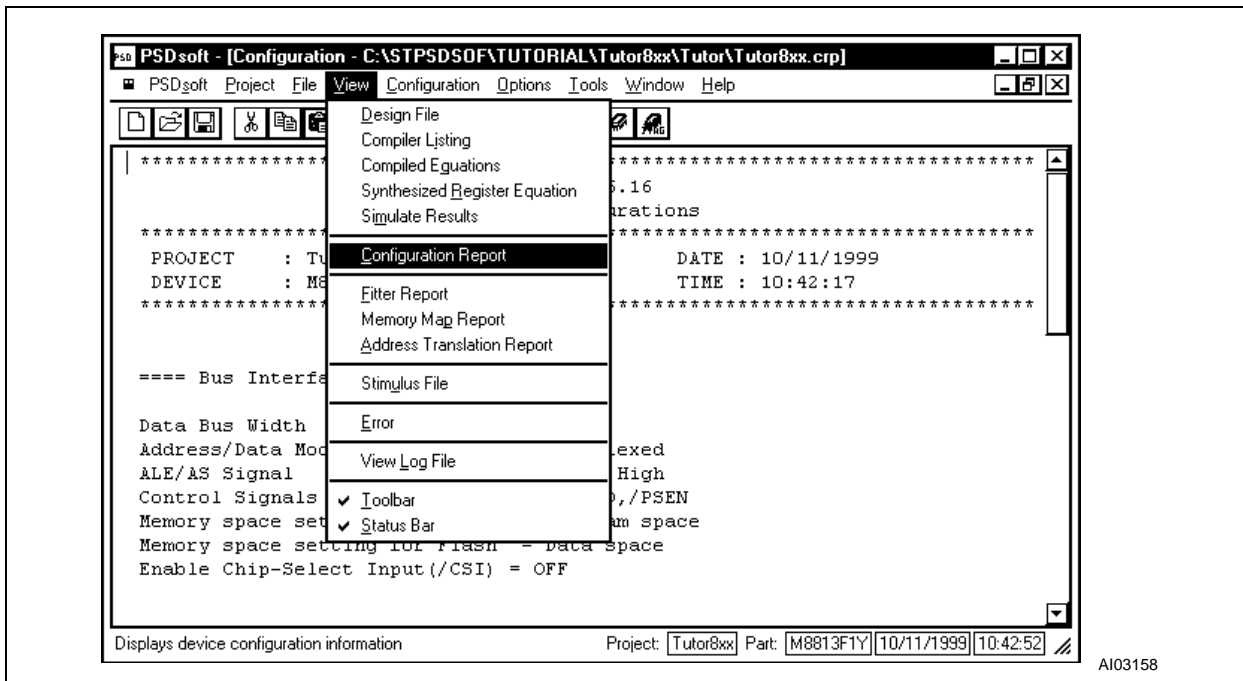 PSD PSDsoft - [Configuration - C:\STPSDSOF\TUTORIAL\Tutor8xx\Tutor\Tutor8xx.crp]
PSDsoft Project File View Configuration Options Tools Window Help
Design File
Compiler Listing
Compiled Equations
Synthesized Register Equation
Simulate Results
Configuration Report
Fitter Report
Memory Map Report
Address Translation Report
Stimulus File
Error
View Log File
✓ Toolbar
✓ Status Bar
.16
urations
PROJECT : Tu DATE : 10/11/1999
DEVICE : M8 TIME : 10:42:17
==== Bus Interfa
Data Bus Width
Address/Data Mod exed
ALE/AS Signal High
Control Signals ,/PSEN
Memory space set am space
Memory space setting for Flash - Data space
Enable Chip-Select Input(/CSI) = OFF
Displays device configuration information Project: Tutor8xx Part: M8813F1Y 10/11/1999 10:42:52
AI03158